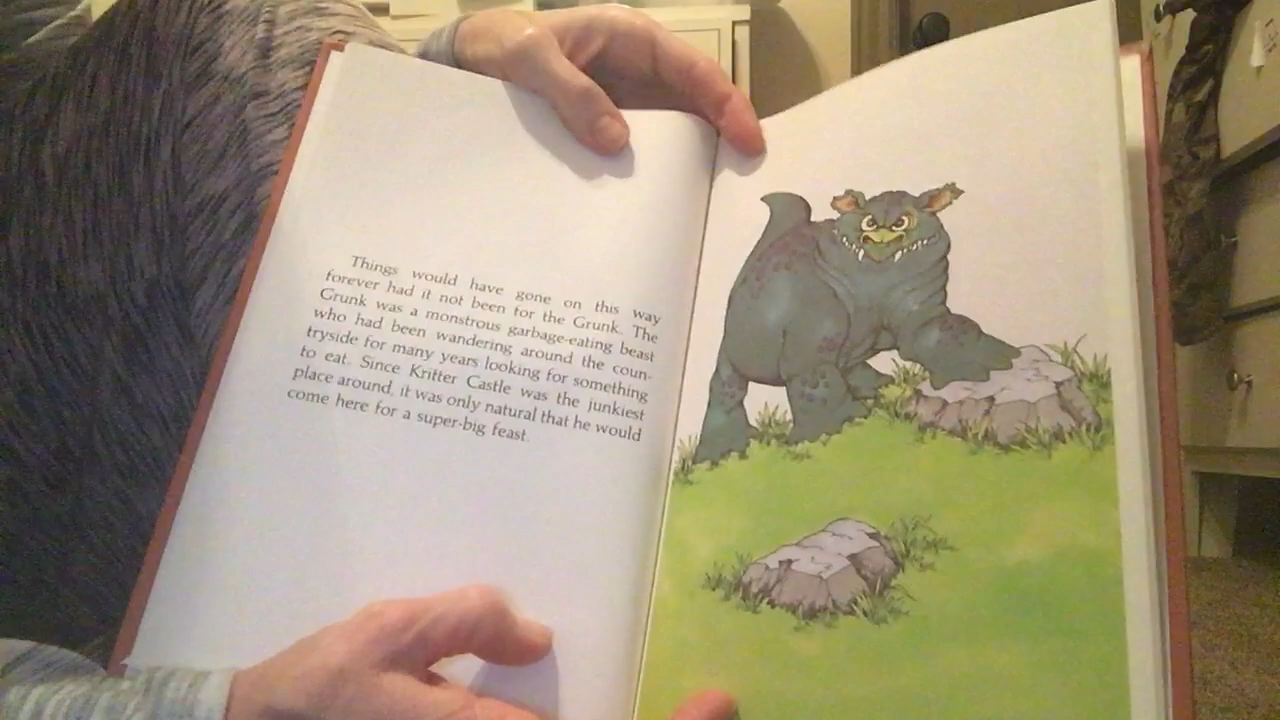 Things would have gone on this way
forever had it not been for the Grunk. The
Grunk was a monstrous garbage-eating beast
who had been wandering around the coun-
tryside for many years looking for something
to eat. Since Kritter Castle was the junkiest
place around, it was only natural that he would
come here for a super-big feast.